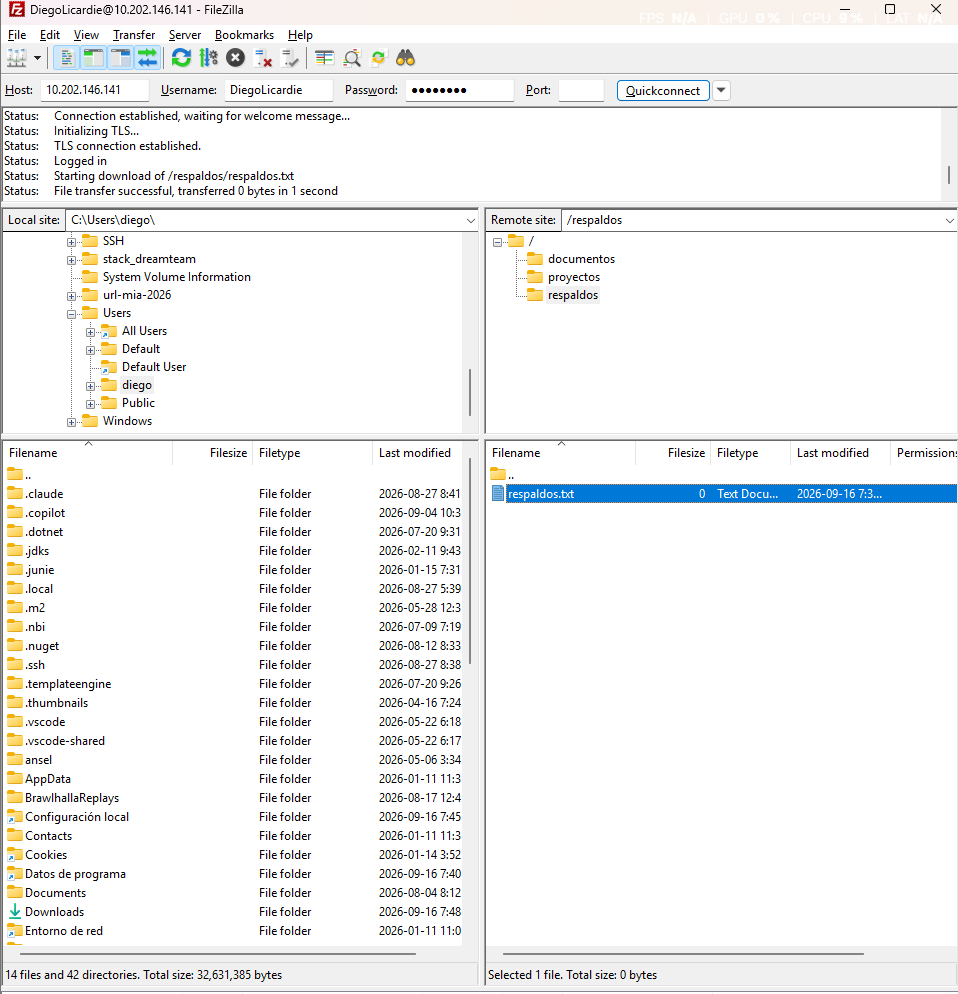 DiegoLicardie@10.202.146.141 - FileZilla
FPS N/A | GPU 0% | CPU 9% | LAT N/A
File Edit View Transfer Server Bookmarks Help
Host: 10.202.146.141 Username: DiegoLicardie Password: ●●●●●●●● Port: Quickconnect
Status: Connection established, waiting for welcome message...
Status: Initializing TLS...
Status: TLS connection established.
Status: Logged in
Status: Starting download of /respaldos/respaldos.txt
Status: File transfer successful, transferred 0 bytes in 1 second
Local site: C:\Users\diego\
SSH
stack_dreamteam
System Volume Information
url-mia-2026
Users
All Users
Default
Default User
diego
Public
Windows
Remote site: /respaldos
/
documentos
proyectos
respaldos
Filename Filesize Filetype Last modified
..
.claude File folder 2026-08-27 8:41
.copilot File folder 2026-09-04 10:3
.dotnet File folder 2026-07-20 9:31
.jdks File folder 2026-02-11 9:43
.junie File folder 2026-01-15 7:31
.local File folder 2026-08-27 5:39
.m2 File folder 2026-05-28 12:3
.nbi File folder 2026-07-09 7:19
.nuget File folder 2026-08-12 8:33
.ssh File folder 2026-08-27 8:38
.templateengine File folder 2026-07-20 9:26
.thumbnails File folder 2026-04-16 7:24
.vscode File folder 2026-05-22 6:18
.vscode-shared File folder 2026-05-22 6:17
ansel File folder 2026-05-06 3:34
AppData File folder 2026-01-11 11:3
BrawlhallaReplays File folder 2026-08-17 12:4
Configuración local File folder 2026-09-16 7:45
Contacts File folder 2026-01-11 11:3
Cookies File folder 2026-01-14 3:52
Datos de programa File folder 2026-09-16 7:40
Documents File folder 2026-08-04 8:12
Downloads File folder 2026-09-16 7:48
Entorno de red File folder 2026-01-11 11:0
14 files and 42 directories. Total size: 32,631,385 bytes
Filename Filesize Filetype Last modified Permissions
..
respaldos.txt 0 Text Docu... 2026-09-16 7:3...
Selected 1 file. Total size: 0 bytes